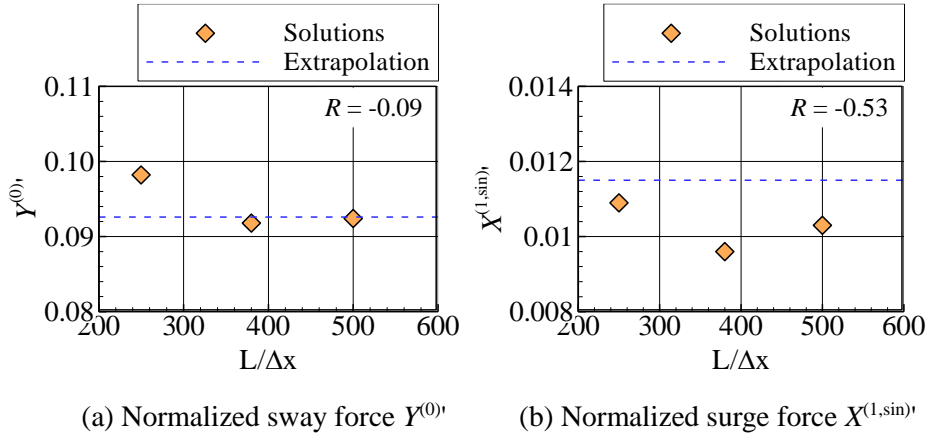 Solutions
Extrapolation
0.11
0.10
0.09
0.08
Y(0)'
R = -0.09
200 300 400 500 600
L/Δx
(a) Normalized sway force Y(0)'
Solutions
Extrapolation
0.014
0.012
0.01
0.008
X(1,sin)'
R = -0.53
200 300 400 500 600
L/Δx
(b) Normalized surge force X(1,sin)'